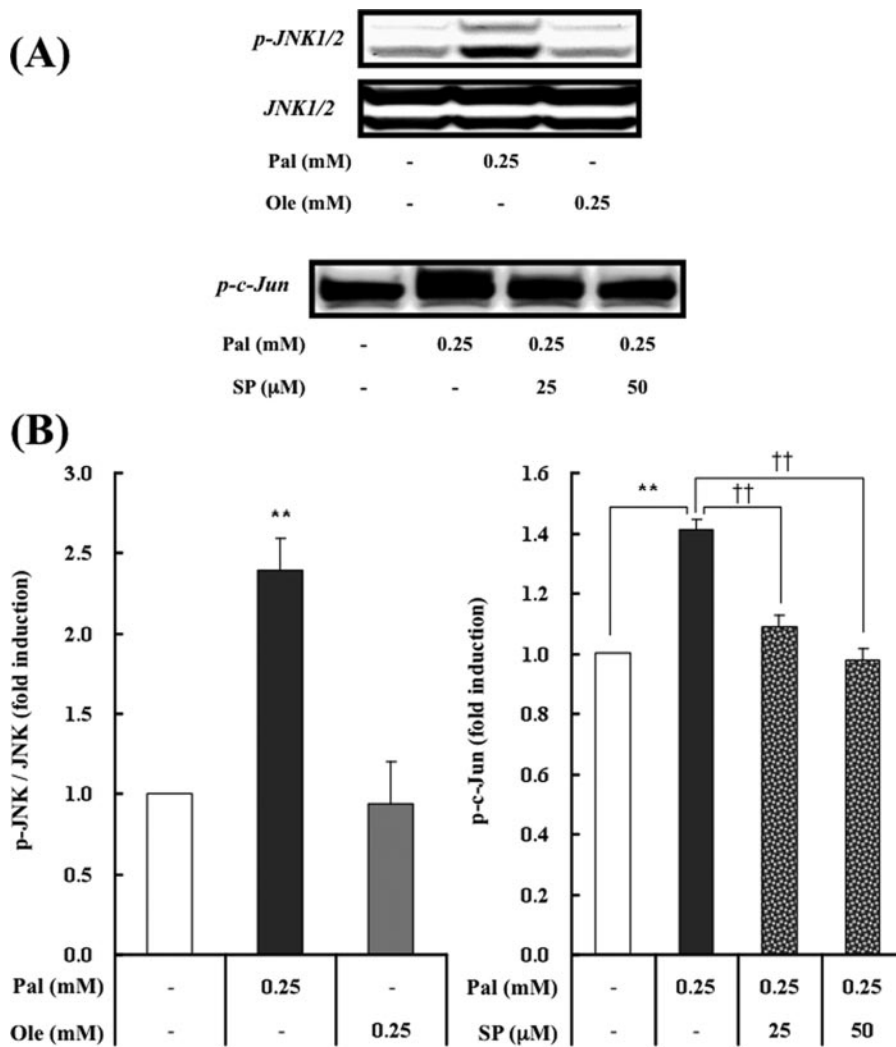 (A)
p-JNK1/2
JNK1/2
Pal (mM) - 0.25 -
Ole (mM) - - 0.25
p-c-Jun
Pal (mM) - 0.25 0.25 0.25
SP (μM) - - 25 50
(B)
p-JNK / JNK (fold induction)
3.0
2.5
2.0
1.5
1.0
0.5
0.0
**
Pal (mM) - 0.25 -
Ole (mM) - - 0.25
p-c-Jun (fold induction)
1.6
1.4
1.2
1.0
0.8
0.6
0.4
0.2
0.0
††
** ††
Pal (mM) - 0.25 0.25 0.25
SP (μM) - - 25 50